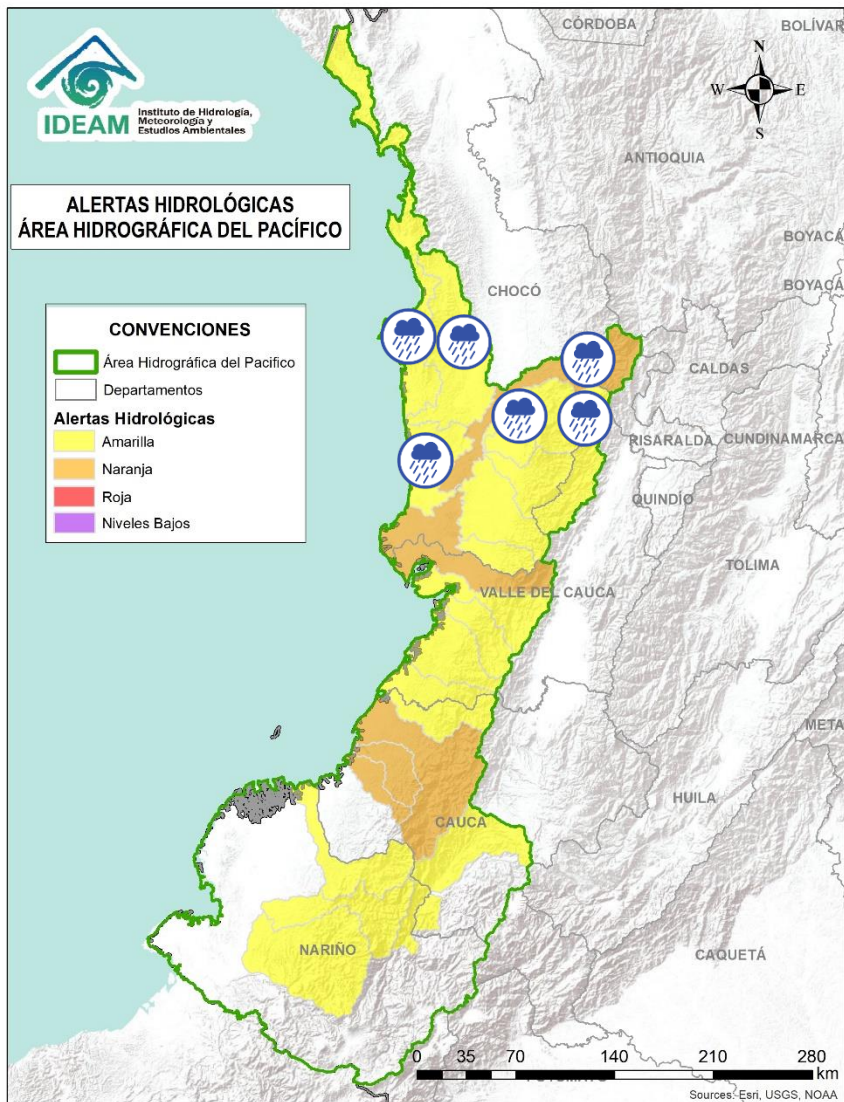 IDEAM
Instituto de Hidrología,
Meteorología y
Estudios Ambientales
ALERTAS HIDROLÓGICAS
ÁREA HIDROGRÁFICA DEL PACÍFICO
CONVENCIONES
Área Hidrográfica del Pacifico
Departamentos
Alertas Hidrológicas
Amarilla
Naranja
Roja
Niveles Bajos
CÓRDOBA
BOLÍVAR
N
W E
S
ANTIOQUIA
BOYACÁ
CHOCÓ
BOYACÁ
CALDAS
RISARALDA
CUNDINAMARCA
QUINDÍO
TOLIMA
VALLE DEL CAUCA
META
HUILA
CAUCA
NARIÑO
CAQUETÁ
0 35 70 140 210 280
km
Sources: Esri, USGS, NOAA